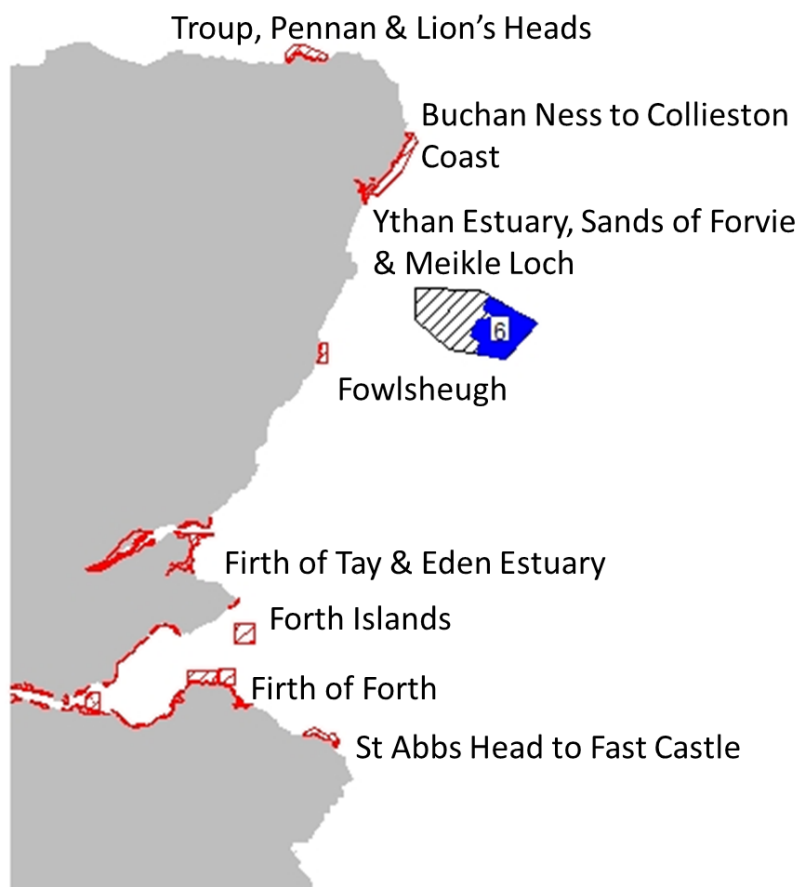 Troup, Pennan & Lion’s Heads
Buchan Ness to Collieston
Coast
Ythan Estuary, Sands of Forvie
& Meikle Loch
6
Fowlsheugh
Firth of Tay & Eden Estuary
Forth Islands
Firth of Forth
St Abbs Head to Fast Castle